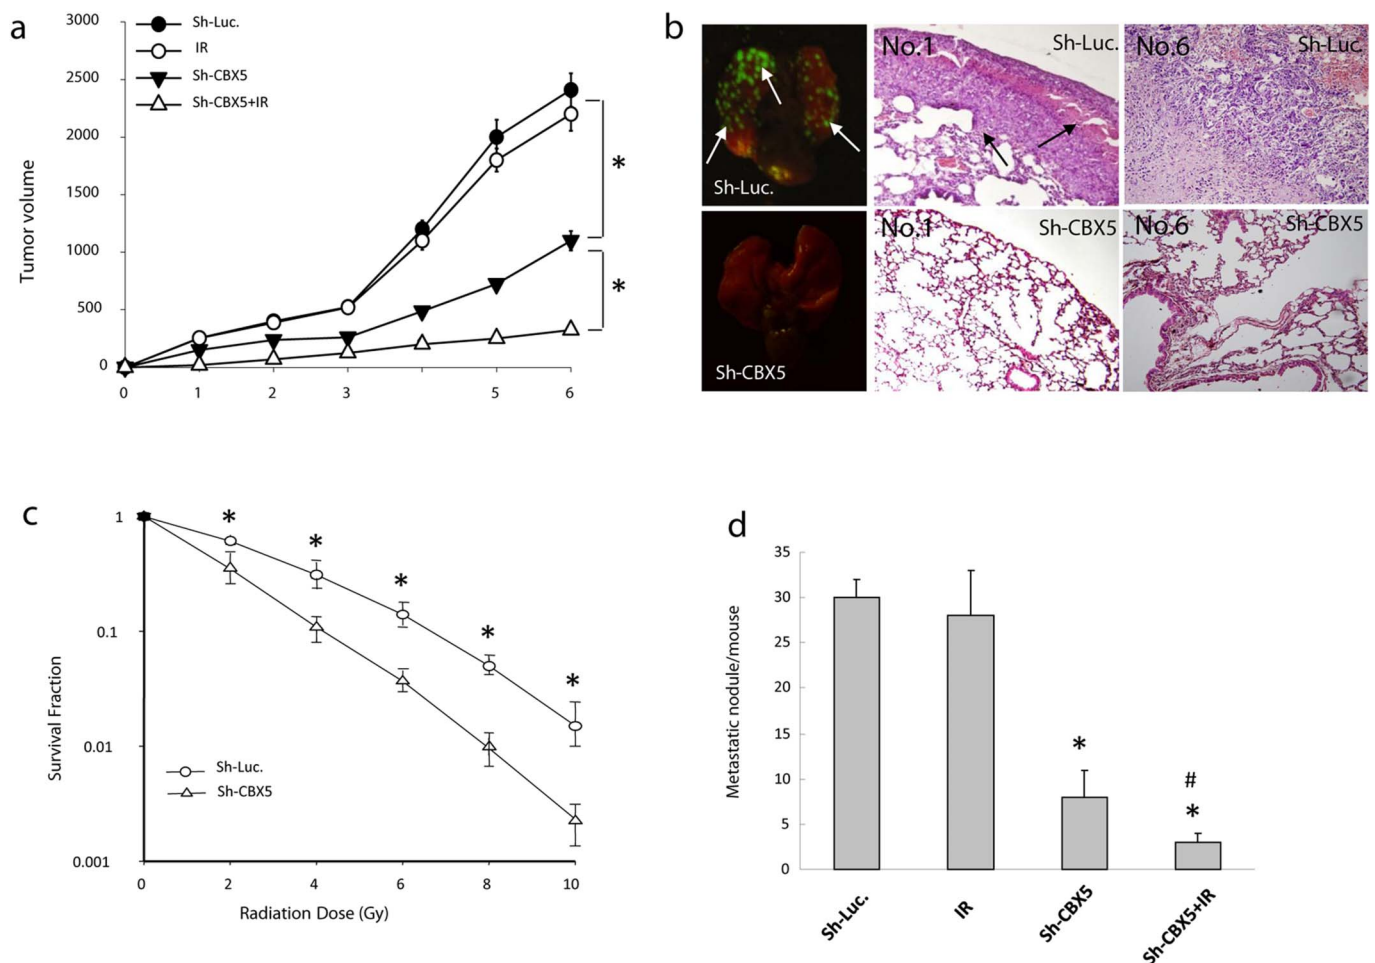 a
3000
2500
2000
1500
1000
500
0
Tumor volume
Sh-Luc.
IR
Sh-CBX5
Sh-CBX5+IR
*
*
0 1 2 3 5 6
b
Sh-Luc.
No.1 Sh-Luc.
No.6 Sh-Luc.
Sh-CBX5
No.1 Sh-CBX5
No.6 Sh-CBX5
c
1
0.1
0.01
0.001
Survival Fraction
* * * * *
Sh-Luc.
Sh-CBX5
0 2 4 6 8 10
Radiation Dose (Gy)
d
35
30
25
20
15
10
5
0
Metastatic nodule/mouse
*
#
*
Sh-Luc.
IR
Sh-CBX5
Sh-CBX5+IR